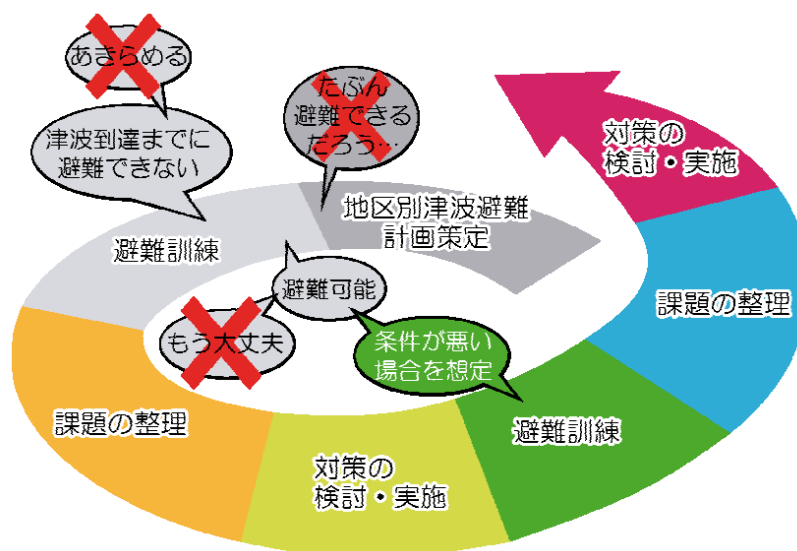 あきらめる
津波到達までに
避難できない
たぶん
避難できる
だろう…
対策の
検討・実施
地区別津波避難
計画策定
避難訓練
避難可能
課題の整理
もう大丈夫
条件が悪い
場合を想定
課題の整理
避難訓練
対策の
検討・実施